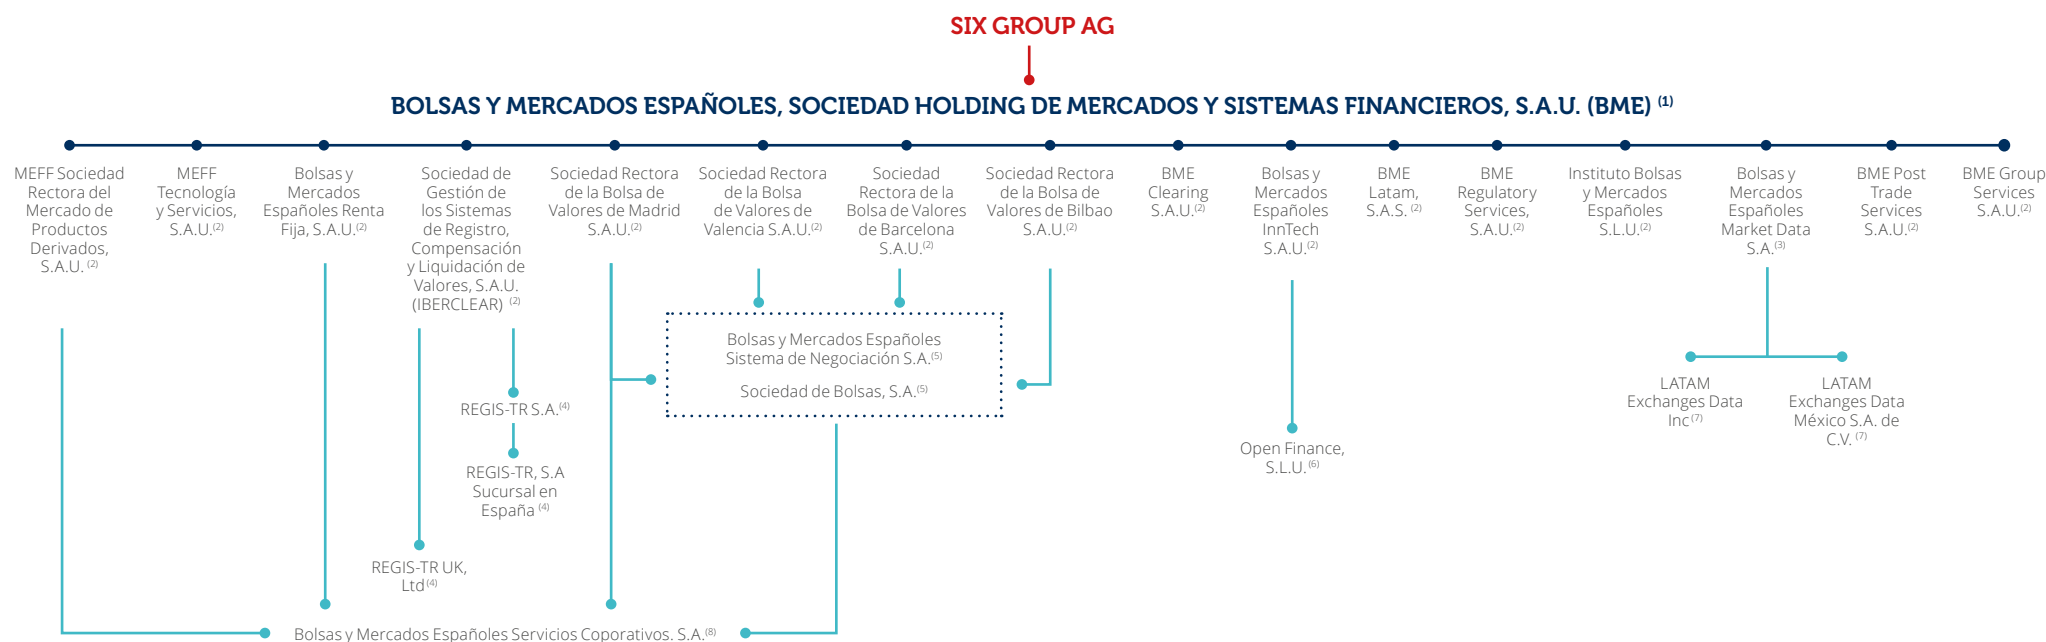 SIX GROUP AG
BOLSAS Y MERCADOS ESPAÑOLES, SOCIEDAD HOLDING DE MERCADOS Y SISTEMAS FINANCIEROS, S.A.U. (BME) (1)
MEFF Sociedad
Rectora del
Mercado de
Productos
Derivados,
S.A.U. (2)
MEFF
Tecnología
y Servicios,
S.A.U.(2)
Bolsas y
Mercados
Españoles Renta
Fija, S.A.U.(2)
Sociedad de
Gestión de
los Sistemas
de Registro,
Compensación
y Liquidación de
Valores, S.A.U.
(IBERCLEAR) (2)
Sociedad Rectora
de la Bolsa de
Valores de Madrid
S.A.U.(2)
Sociedad Rectora
de la Bolsa
de Valores de
Valencia S.A.U.(2)
Sociedad
Rectora de la
Bolsa de Valores
de Barcelona
S.A.U.(2)
Sociedad Rectora
de la Bolsa de
Valores de Bilbao
S.A.U.(2)
BME
Clearing
S.A.U.(2)
Bolsas y
Mercados
Españoles
InnTech
S.A.U.(2)
BME
Latam,
S.A.S. (2)
BME
Regulatory
Services,
S.A.U.(2)
Instituto Bolsas
y Mercados
Españoles
S.L.U.(2)
Bolsas y
Mercados
Españoles
Market Data
S.A.(3)
BME Post
Trade
Services
S.A.U.(2)
BME Group
Services
S.A.U.(2)
Bolsas y Mercados Españoles
Sistema de Negociación S.A.(5)
Sociedad de Bolsas, S.A.(5)
REGIS-TR S.A.(4)
REGIS-TR, S.A
Sucursal en
España (4)
REGIS-TR UK,
Ltd(4)
Open Finance,
S.L.U.(6)
LATAM
Exchanges Data
Inc(7)
LATAM
Exchanges Data
México S.A. de
C.V. (7)
Bolsas y Mercados Españoles Servicios Coporativos. S.A.(8)